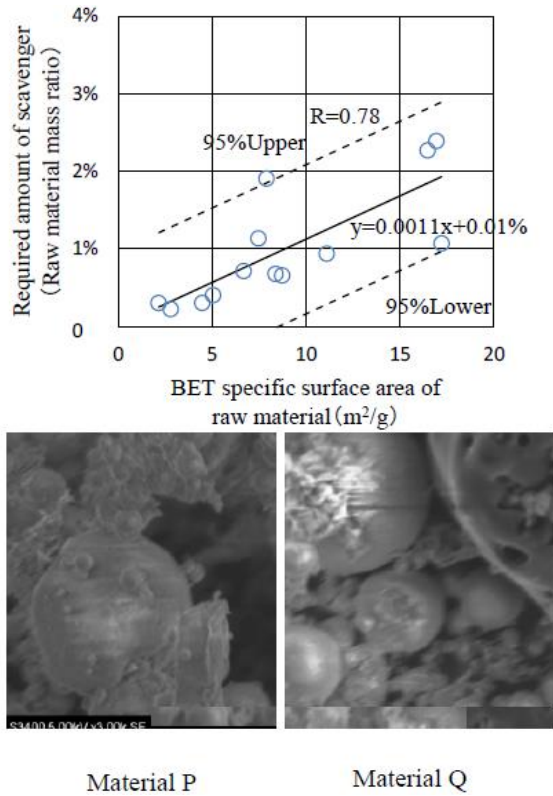 4%
3%
2%
1%
0
Required amount of scavenger
(Raw material mass ratio)
R=0.78
95%Upper
y=0.0011x+0.01%
95%Lower
0 5 10 15 20
BET specific surface area of
raw material(m²/g)
S3400 5.00kV x3.00k SE
Material P Material Q